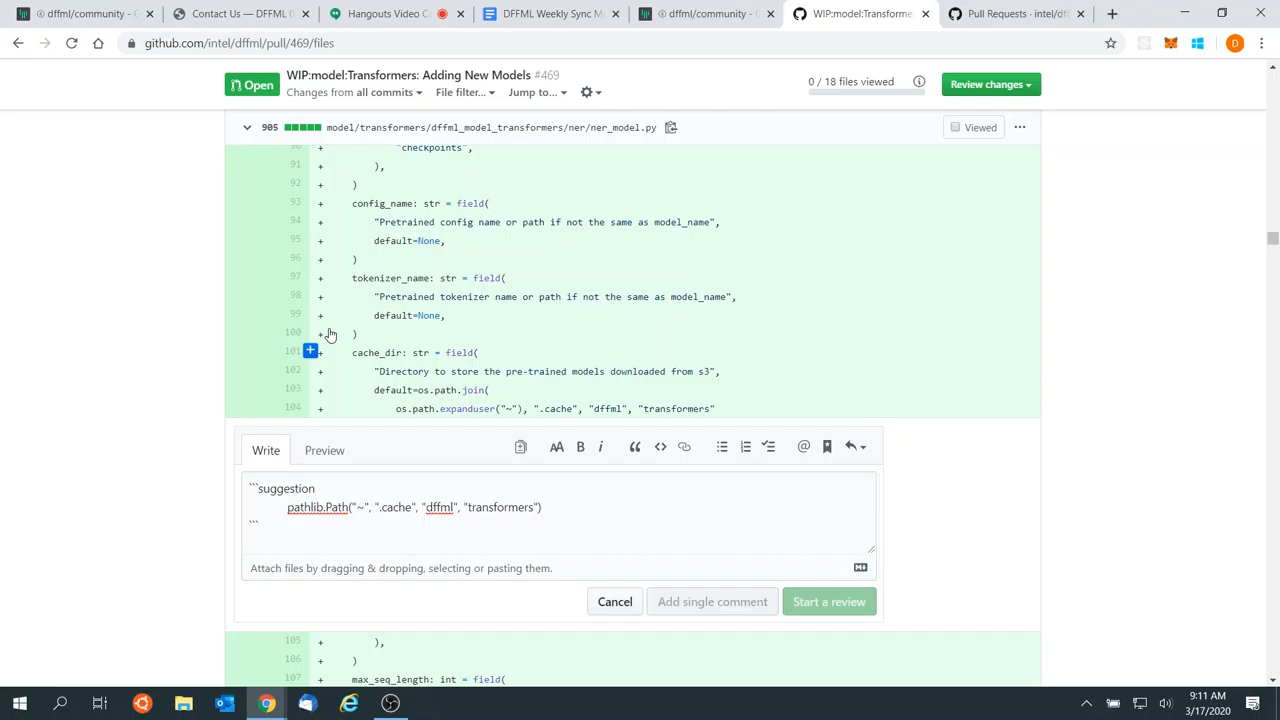 @ dffml/community - G
Contact Us — DFFML 0
Hangouts Video C
DFFML Weekly Sync M
@ dffml/community - G
WIP:model:Transforme
Pull Requests · intel/df
github.com/intel/dffml/pull/469/files
D
Open
WIP:model:Transformers: Adding New Models #469
Changes from all commits
File filter...
Jump to...
0 / 18 files viewed
Review changes
905 model/transformers/dffml_model_transformers/ner/ner_model.py
Viewed
90 + "checkpoints",
91 + ),
92 + )
93 + config_name: str = field(
94 + "Pretrained config name or path if not the same as model_name",
95 + default=None,
96 + )
97 + tokenizer_name: str = field(
98 + "Pretrained tokenizer name or path if not the same as model_name",
99 + default=None,
100 + )
101 + cache_dir: str = field(
102 + "Directory to store the pre-trained models downloaded from s3",
103 + default=os.path.join(
104 + os.path.expanduser("~"), ".cache", "dffml", "transformers"
Write
Preview
```suggestion
pathlib.Path("~", ".cache", "dffml", "transformers")
```
Attach files by dragging & dropping, selecting or pasting them.
Cancel
Add single comment
Start a review
105 + ),
106 + )
107 + max_seq_length: int = field(
9:11 AM
3/17/2020